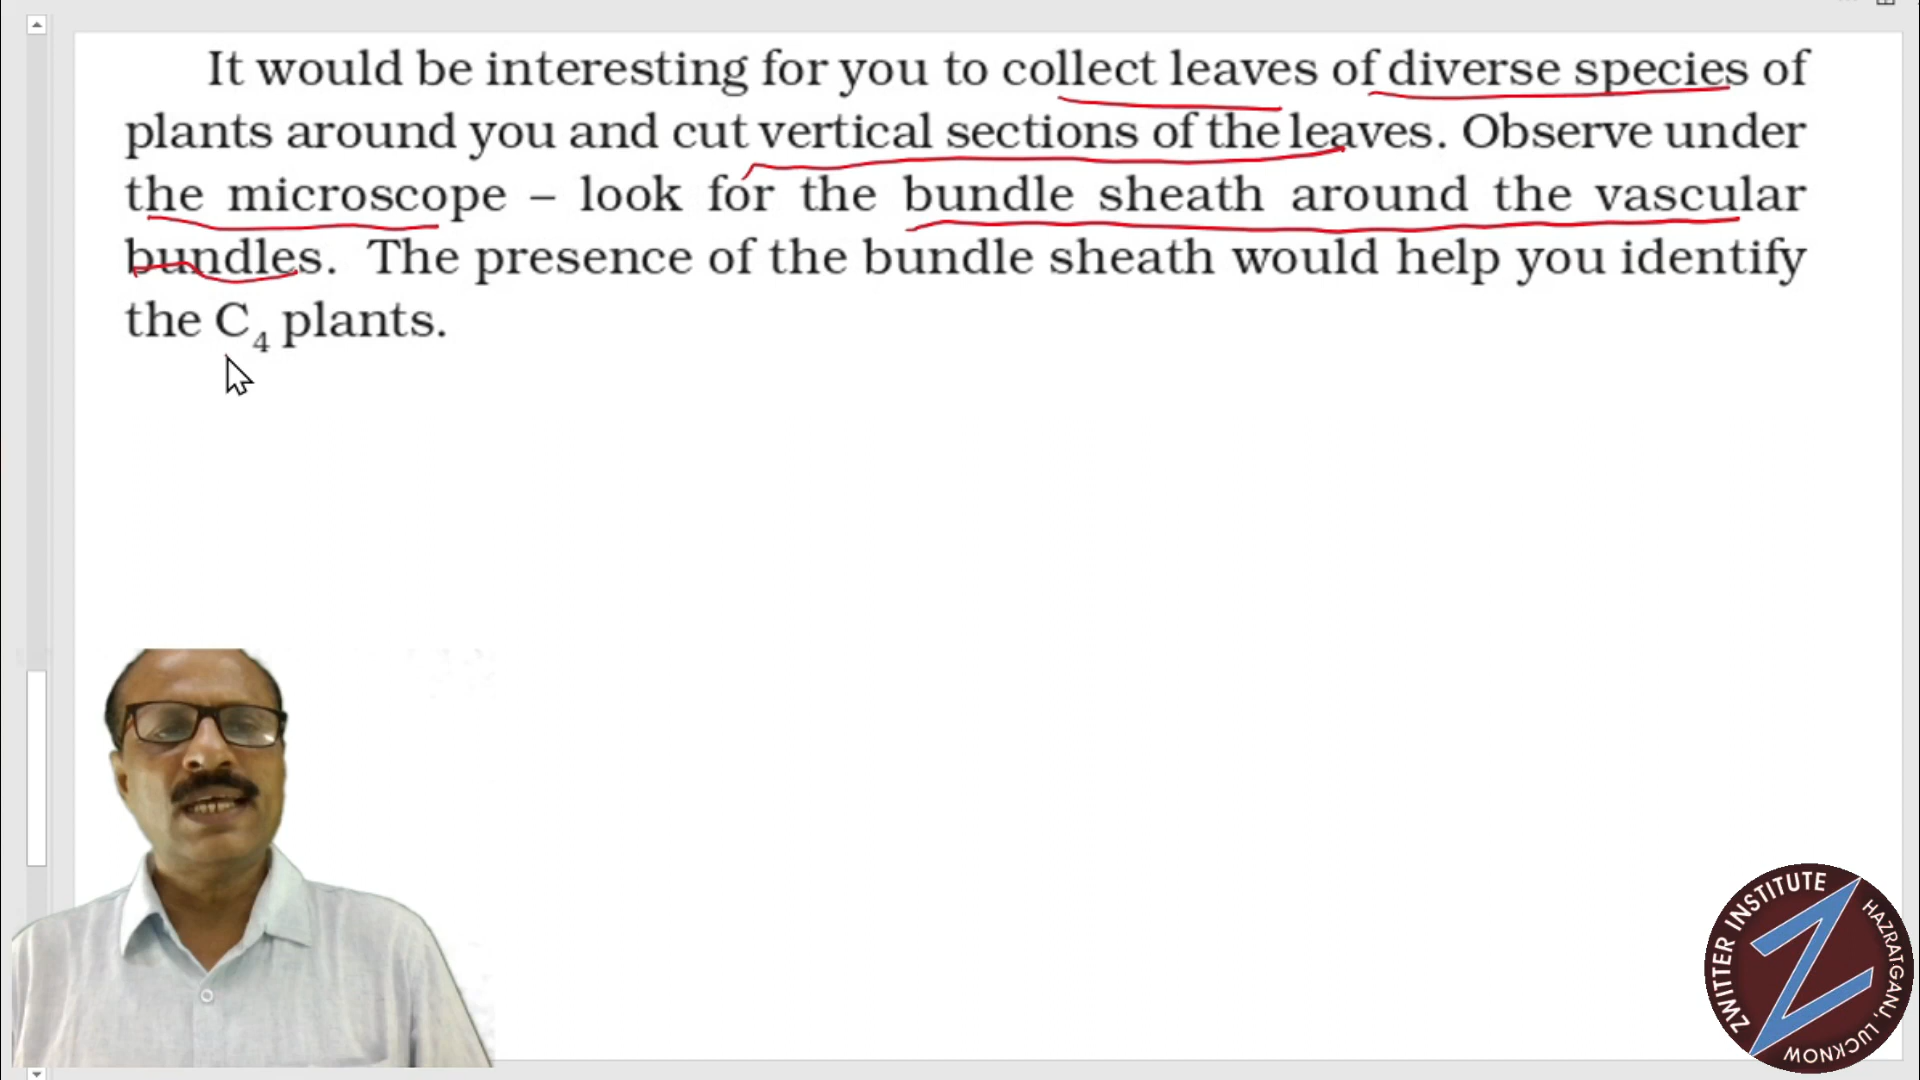 It would be interesting for you to collect leaves of diverse species of
plants around you and cut vertical sections of the leaves. Observe under
the microscope – look for the bundle sheath around the vascular
bundles. The presence of the bundle sheath would help you identify
the C₄ plants.
ZWITTER INSTITUTE
HAZRATGANJ, LUCKNOW